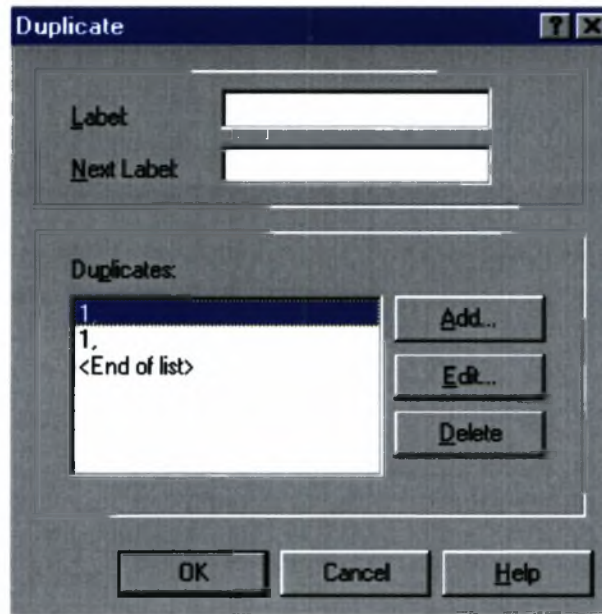 Duplicate
Label:
Next Label:
Duplicates:
1,
1,
<End of list>
Add...
Edit...
Delete
OK
Cancel
Help